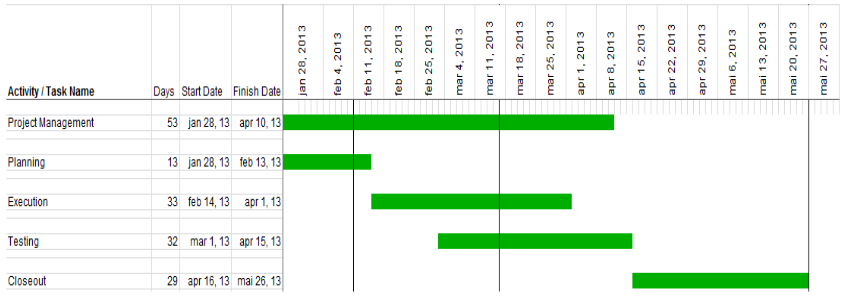 jan 28, 2013 feb 4, 2013 feb 11, 2013 feb 18, 2013 feb 25, 2013 mar 4, 2013 mar 11, 2013 mar 18, 2013 mar 25, 2013 apr 1, 2013 apr 8, 2013 apr 15, 2013 apr 22, 2013 apr 29, 2013 mai 6, 2013 mai 13, 2013 mai 20, 2013 mai 27, 2013
Activity / Task Name Days Start Date Finish Date
Project Management 53 jan 28, 13 apr 10, 13
Planning 13 jan 28, 13 feb 13, 13
Execution 33 feb 14, 13 apr 1, 13
Testing 32 mar 1, 13 apr 15, 13
Closeout 29 apr 16, 13 mai 26, 13